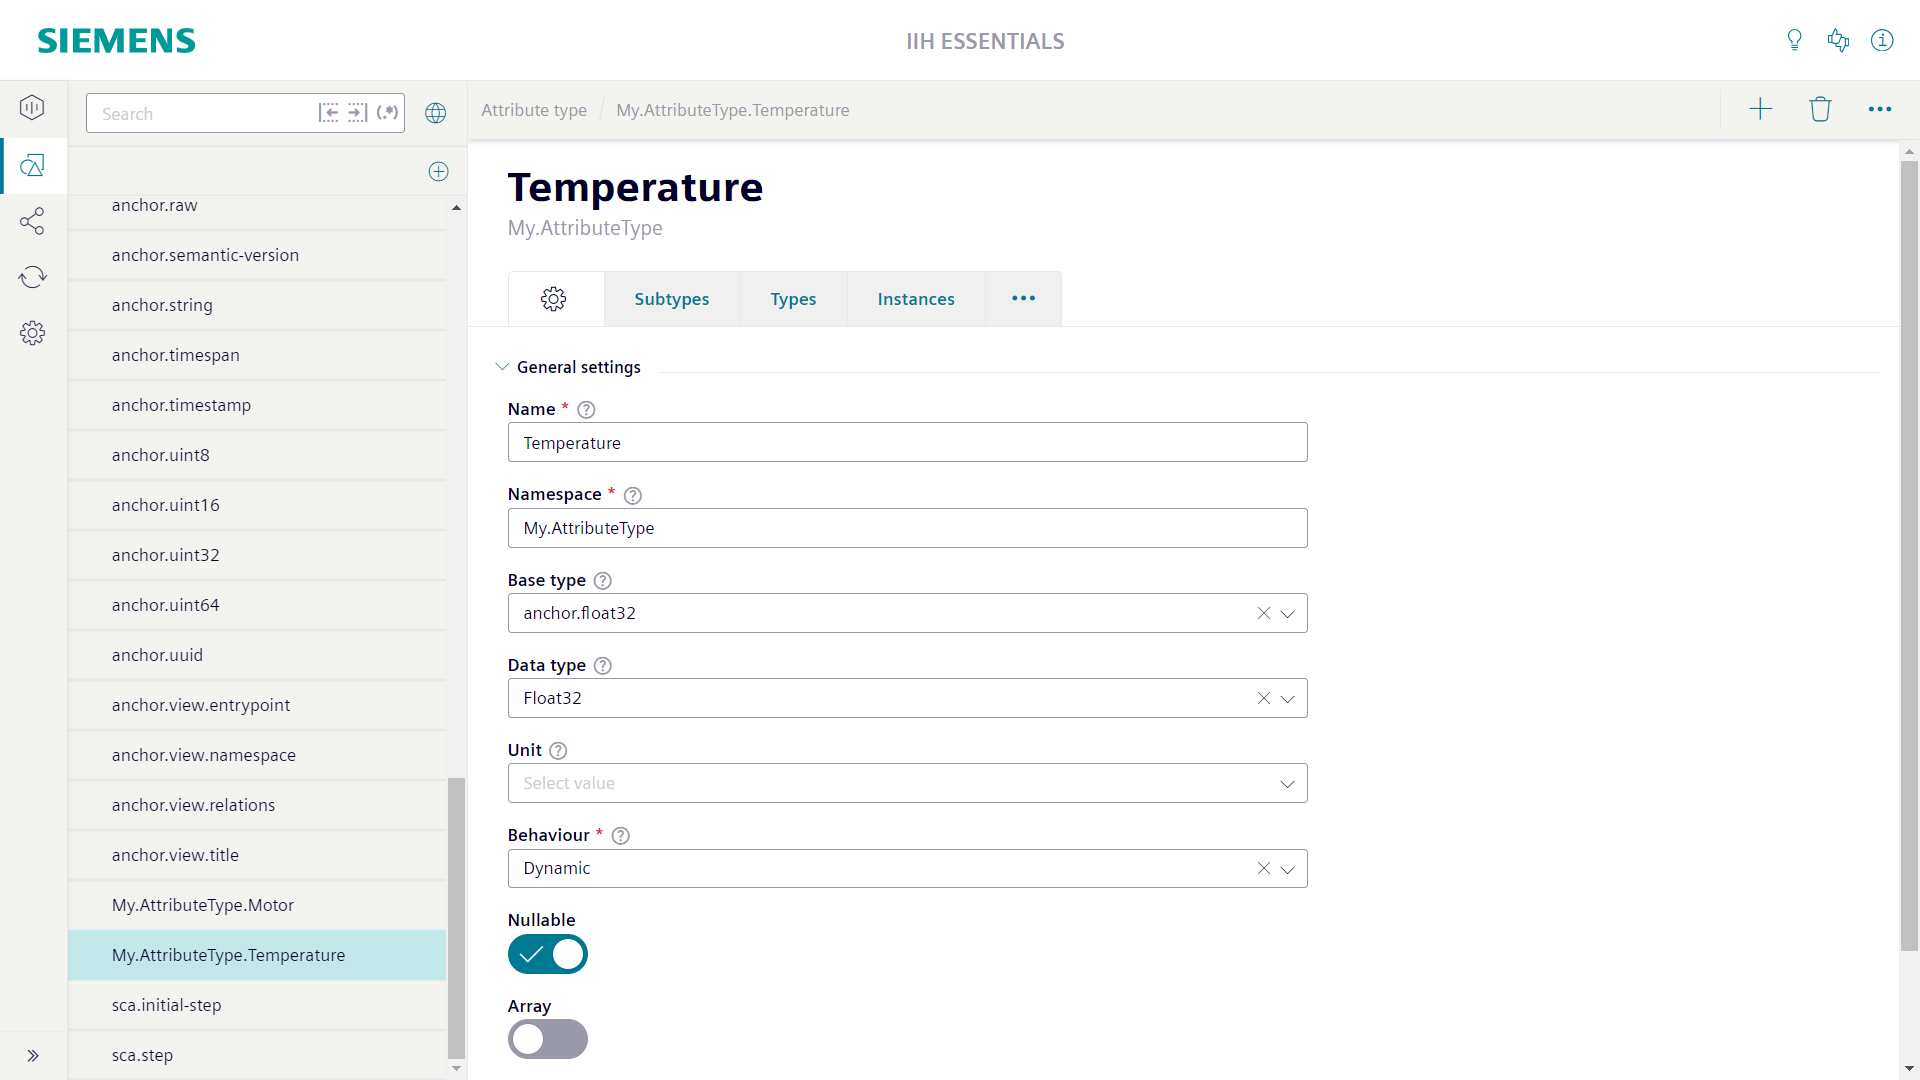 SIEMENS
IIH ESSENTIALS
Search
(.*)
Attribute type / My.AttributeType.Temperature
anchor.raw
anchor.semantic-version
anchor.string
anchor.timespan
anchor.timestamp
anchor.uint8
anchor.uint16
anchor.uint32
anchor.uint64
anchor.uuid
anchor.view.entrypoint
anchor.view.namespace
anchor.view.relations
anchor.view.title
My.AttributeType.Motor
My.AttributeType.Temperature
sca.initial-step
sca.step
Temperature
My.AttributeType
Subtypes
Types
Instances
General settings
Name *
Temperature
Namespace *
My.AttributeType
Base type
anchor.float32
Data type
Float32
Unit
Select value
Behaviour *
Dynamic
Nullable
Array